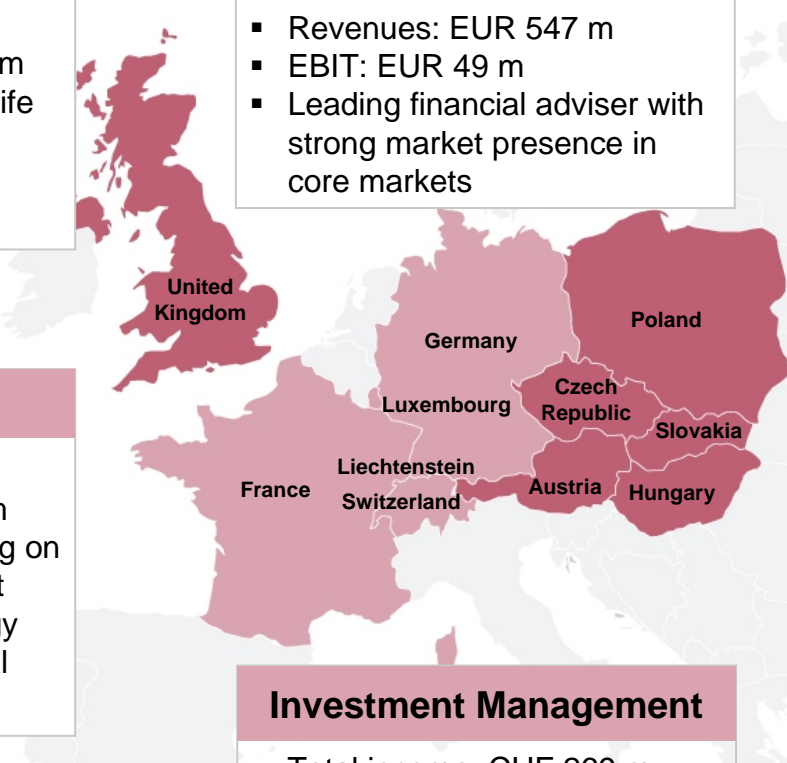 m
ife
▪ Revenues: EUR 547 m
▪ EBIT: EUR 49 m
▪ Leading financial adviser with
strong market presence in
core markets
United
Kingdom
Germany
Poland
Luxembourg
Czech
Republic
Slovakia
Liechtenstein
France
Switzerland
Austria
Hungary
n
g on
t
gy
l
Investment Management